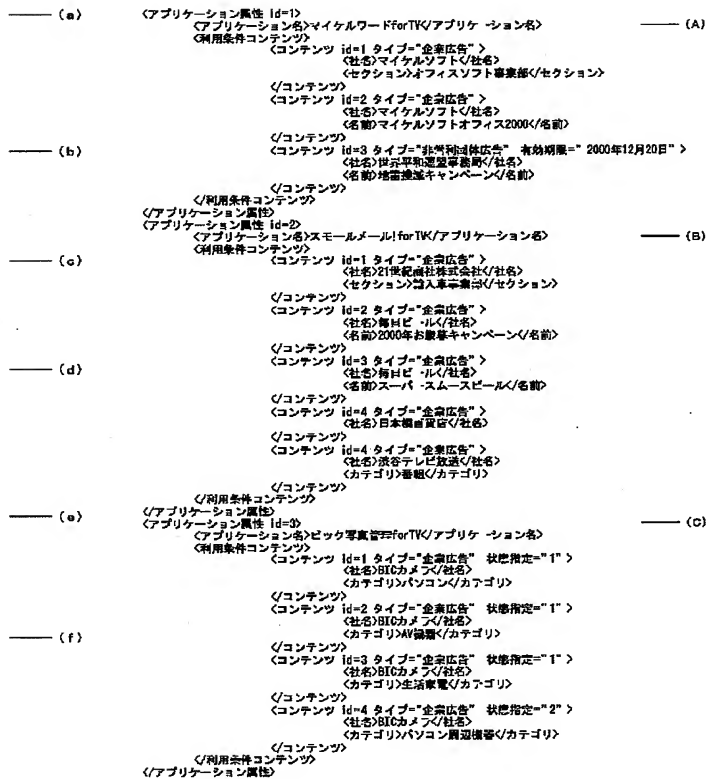 (a) <アプリケーション属性 id=1>
<アプリケーション名>マイケルワードforTV</アプリケーション名> (A)
<利用条件コンテンツ>
<コンテンツ id=1 タイプ="企業広告" >
<社名>マイケルソフト</社名>
<セクション>オフィスソフト事業部</セクション>
</コンテンツ>
<コンテンツ id=2 タイプ="企業広告" >
<社名>マイケルソフト</社名>
<名前>マイケルソフトオフィス2000</名前>
</コンテンツ>
(b) <コンテンツ id=3 タイプ="非営利団体広告" 有効期限=" 2000年12月20日" >
<社名>世界平和連盟事務局</社名>
<名前>地雷撲滅キャンペーン</名前>
</コンテンツ>
</利用条件コンテンツ>
</アプリケーション属性>
<アプリケーション属性 id=2>
<アプリケーション名>スモールメール!forTV</アプリケーション名> (B)
<利用条件コンテンツ>
(c) <コンテンツ id=1 タイプ="企業広告" >
<社名>21世紀商社株式会社</社名>
<セクション>輸入車事業部</セクション>
</コンテンツ>
<コンテンツ id=2 タイプ="企業広告" >
<社名>毎日ビール</社名>
<名前>2000年お歳暮キャンペーン</名前>
</コンテンツ>
(d) <コンテンツ id=3 タイプ="企業広告" >
<社名>毎日ビール</社名>
<名前>スーパースムースビール</名前>
</コンテンツ>
<コンテンツ id=4 タイプ="企業広告" >
<社名>日本橋百貨店</社名>
</コンテンツ>
<コンテンツ id=4 タイプ="企業広告" >
<社名>渋谷テレビ放送</社名>
<カテゴリ>番組</カテゴリ>
</コンテンツ>
</利用条件コンテンツ>
(e) </アプリケーション属性>
<アプリケーション属性 id=3> (C)
<アプリケーション名>ビック写真管理forTV</アプリケーション名>
<利用条件コンテンツ>
<コンテンツ id=1 タイプ="企業広告" 状態指定="1" >
<社名>BICカメラ</社名>
<カテゴリ>パソコン</カテゴリ>
</コンテンツ>
<コンテンツ id=2 タイプ="企業広告" 状態指定="1" >
<社名>BICカメラ</社名>
(f) <カテゴリ>AV機器</カテゴリ>
</コンテンツ>
<コンテンツ id=3 タイプ="企業広告" 状態指定="1" >
<社名>BICカメラ</社名>
<カテゴリ>生活家電</カテゴリ>
</コンテンツ>
<コンテンツ id=4 タイプ="企業広告" 状態指定="2" >
<社名>BICカメラ</社名>
<カテゴリ>パソコン周辺機器</カテゴリ>
</コンテンツ>
</利用条件コンテンツ>
</アプリケーション属性>